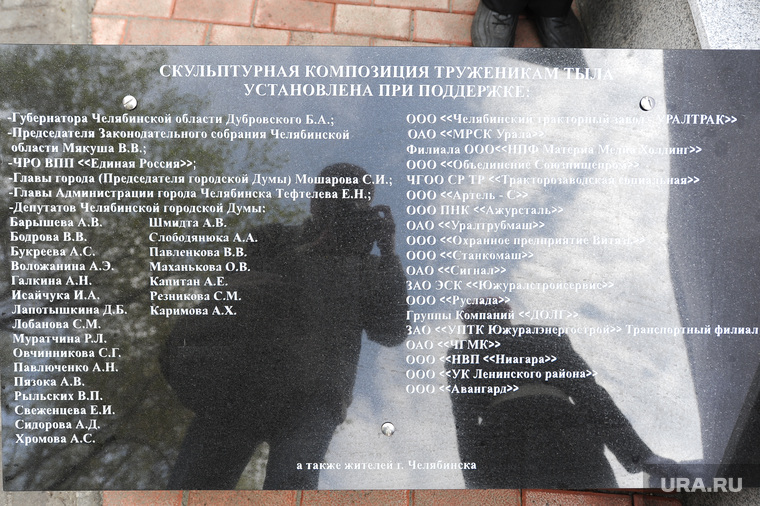 СКУЛЬПТУРНАЯ КОМПОЗИЦИЯ ТРУЖЕНИКАМ ТЫЛА
УСТАНОВЛЕНА ПРИ ПОДДЕРЖКЕ:
-Губернатора Челябинской области Дубровского Б.А.;
-Председателя Законодательного собрания Челябинской
области Мякуша В.В.;
-ЧРО ВПП <<Единая Россия>>;
-Главы города (Председателя городской Думы) Мошарова С.И.;
-Главы Администрации города Челябинска Тефтелева Е.Н.;
-Депутатов Челябинской городской Думы:
Барышева А.В.
Бодрова В.В.
Букреева А.С.
Воложанина А.Э.
Галкина А.Н.
Исайчука И.А.
Лапотышкина Д.Б.
Лобанова С.М.
Муратчина Р.Л.
Овчинникова С.Г.
Павлюченко А.Н.
Пязока А.В.
Рыльских В.П.
Свеженцева Е.И.
Сидорова А.Д.
Хромова А.С.
Шмидта А.В.
Слободянюка А.А.
Павленкова В.В.
Маханькова О.В.
Капитан А.Е.
Резникова С.М.
Каримова А.Х.
ООО <<Челябинский тракторный завод - УРАЛТРАК>>
ОАО <<МРСК Урала>>
Филиала ООО<<НПФ Материа Медика Холдинг>>
ООО <<Объединение Союзпищепром>>
ЧГОО СР ТР <<Тракторозаводская социальная>>
ООО <<Артель - С>>
ООО ПНК <<Ажурсталь>>
ОАО <<Уралтрубмаш>>
ООО <<Охранное предприятие Витязь>>
ООО <<Станкомаш>>
ОАО <<Сигнал>>
ЗАО ЭСК <<Южуралстройсервис>>
ООО <<Руслада>>
Группы Компаний <<ДОЛГ>>
ЗАО <<УПТК Южуралэнергострой>> Транспортный филиал
ОАО <<ЧГМК>>
ООО <<НВП <<Ниагара>>
ООО <<УК Ленинского района>>
ООО <<Авангард>>
а также жителей г. Челябинска
URA.RU